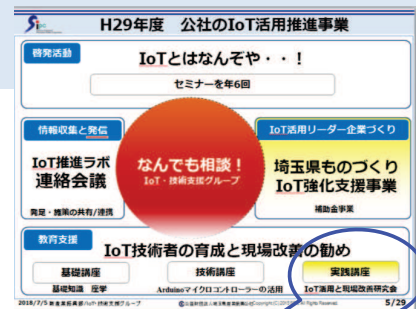 H29年度 公社のIoT活用推進事業
啓発活動
IoTとはなんぞや・・！
セミナーを年6回
情報収集と発信
IoT推進ラボ
連絡会議
発足・施策の共有/連携
なんでも相談！
IoT・技術支援グループ
IoT活用リーダー企業づくり
埼玉県ものづくり
IoT強化支援事業
補助金事業
教育支援
IoT技術者の育成と現場改善の勧め
基礎講座
基礎知識 座学
技術講座
Arduinoマイクロコントローラーの活用
実践講座
IoT活用と現場改善研究会
2018/7/5
5/29